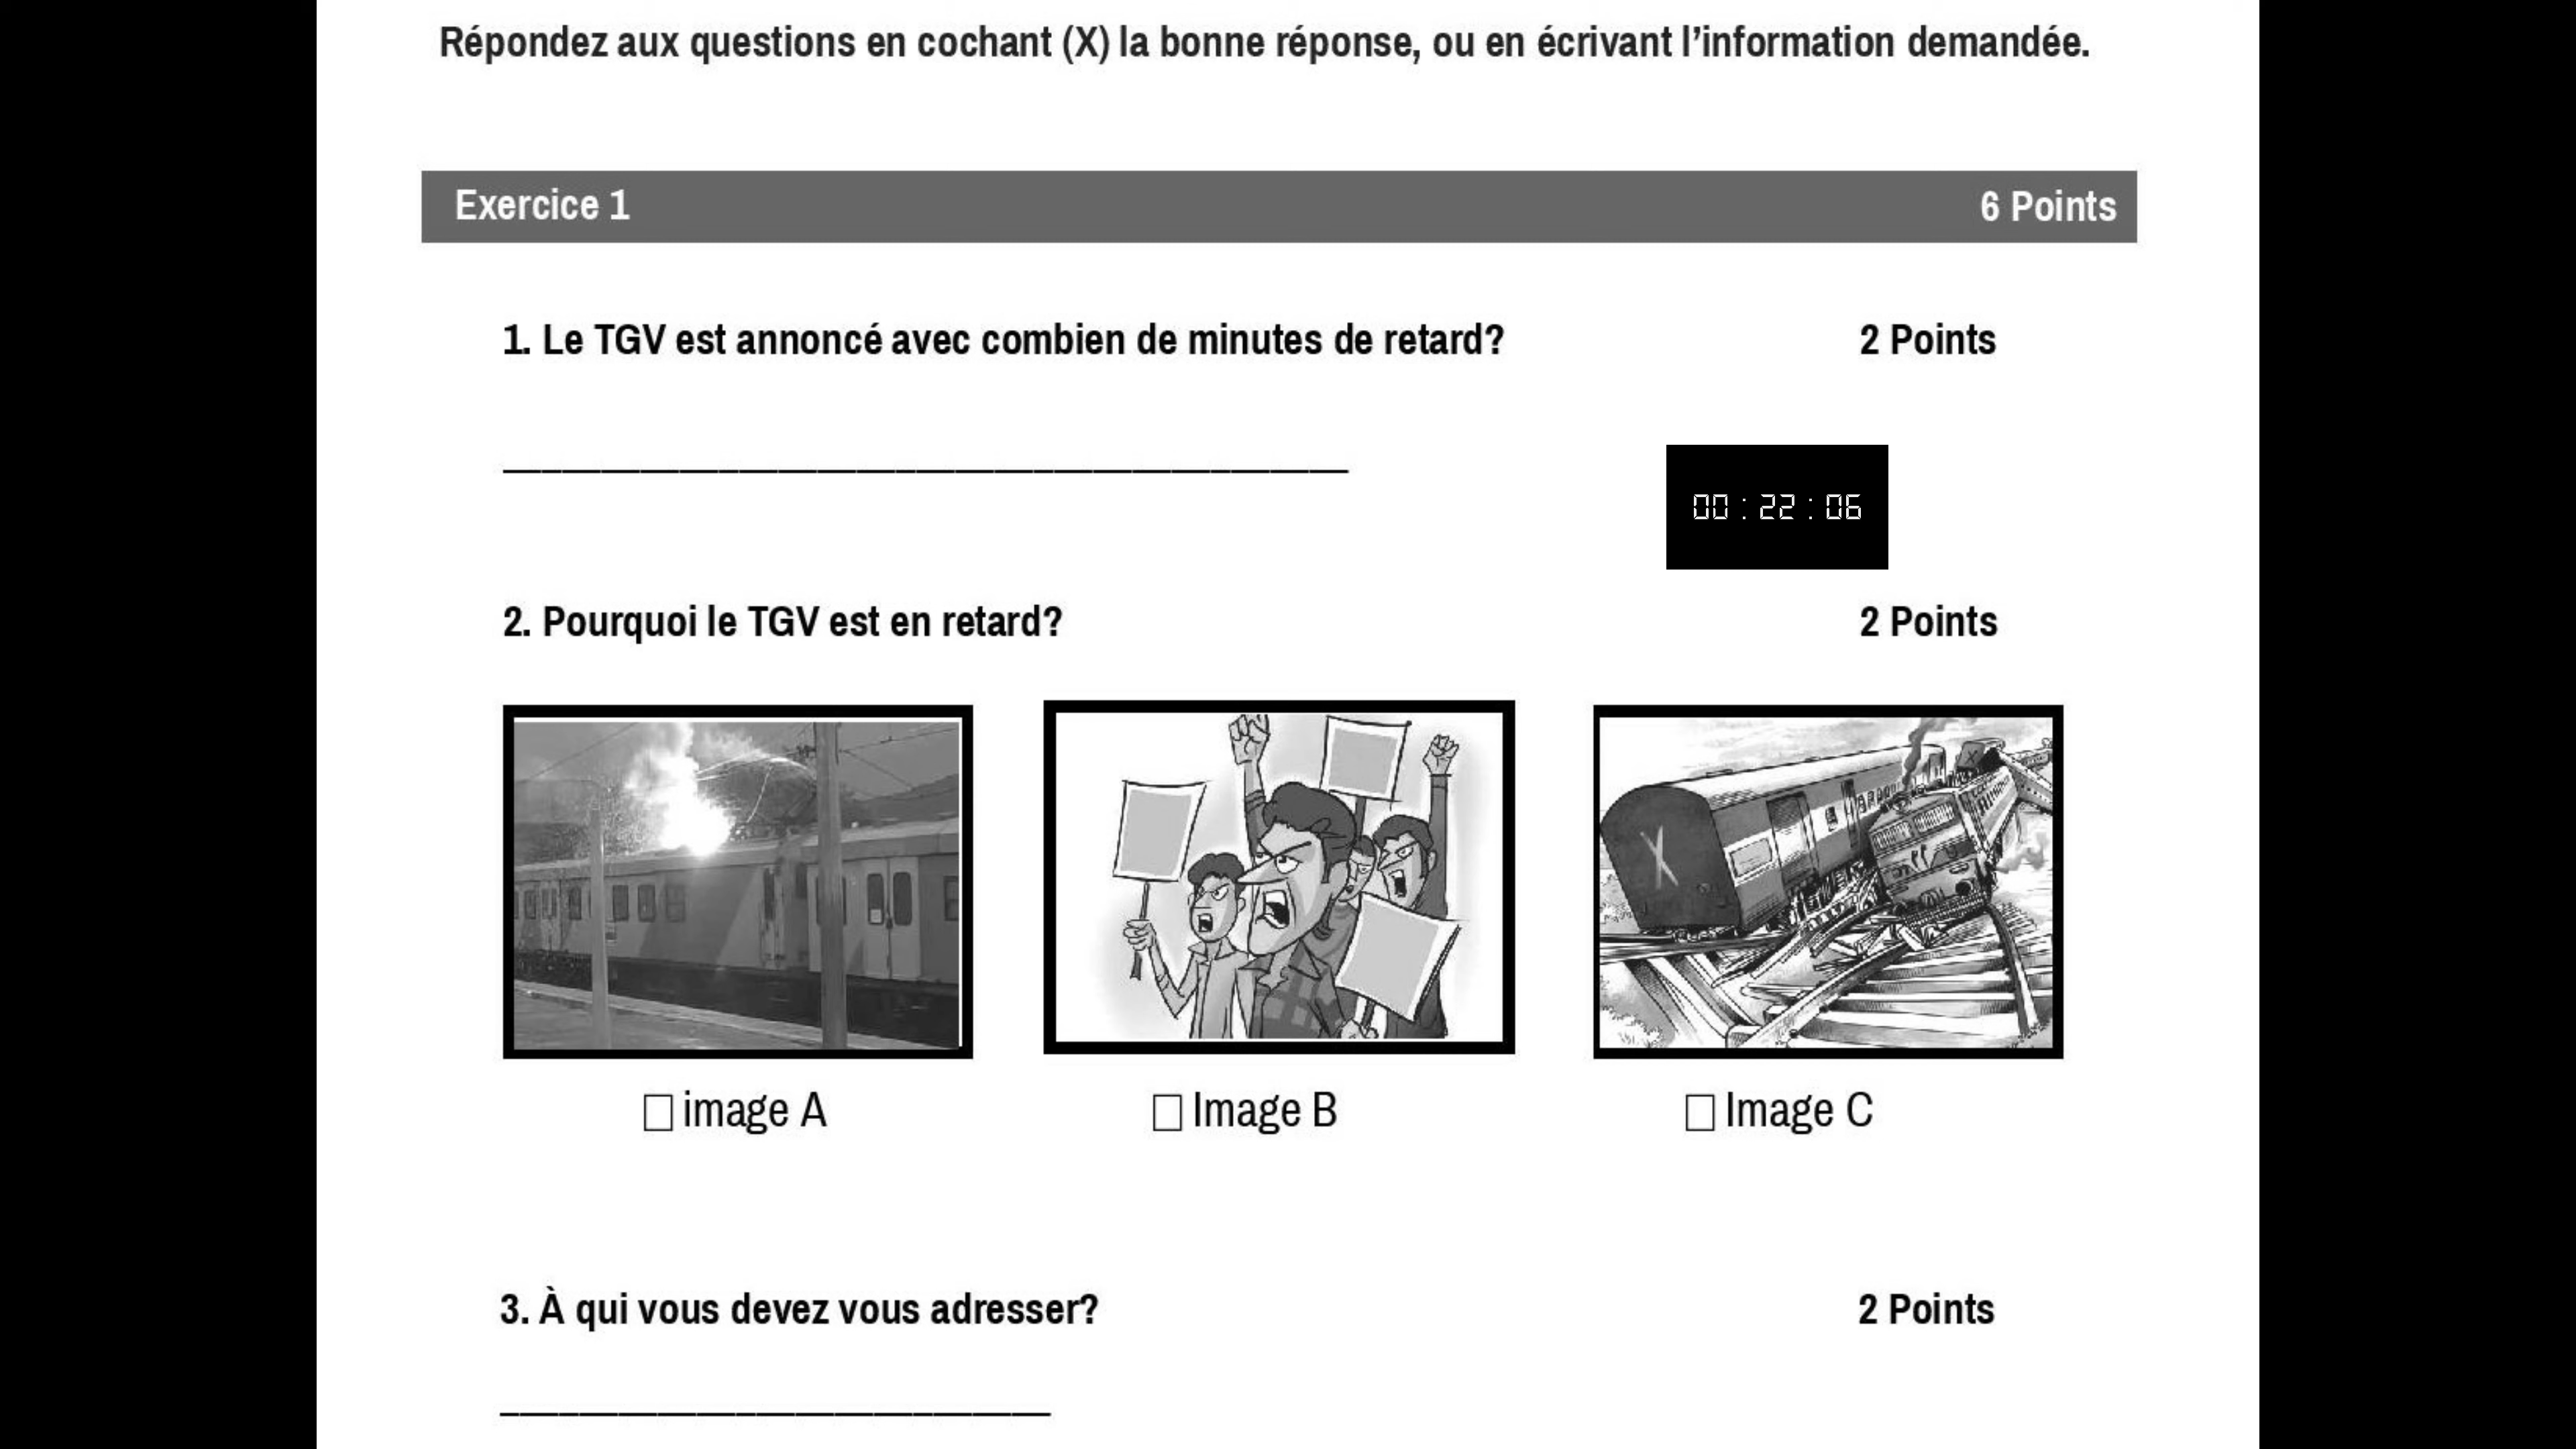 Répondez aux questions en cochant (X) la bonne réponse, ou en écrivant l’information demandée.
Exercice 1 6 Points
1. Le TGV est annoncé avec combien de minutes de retard? 2 Points
00 : 22 : 06
2. Pourquoi le TGV est en retard? 2 Points
image A Image B Image C
3. À qui vous devez vous adresser? 2 Points